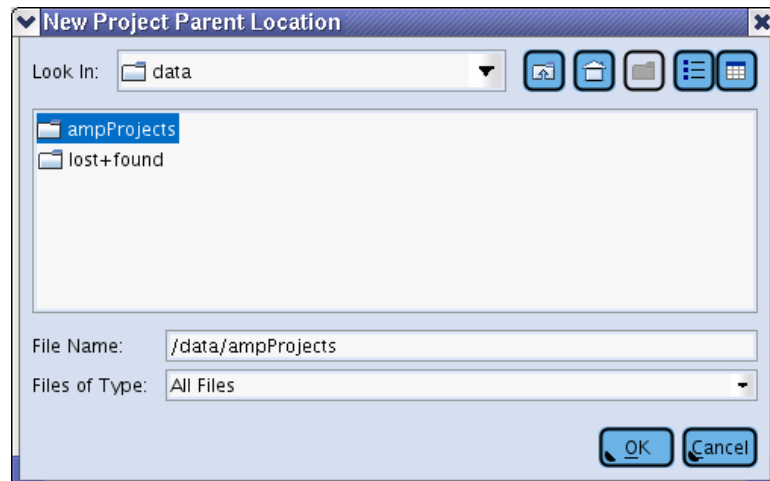 New Project Parent Location
Look In: data
ampProjects
lost+found
File Name: /data/ampProjects
Files of Type: All Files
OK Cancel